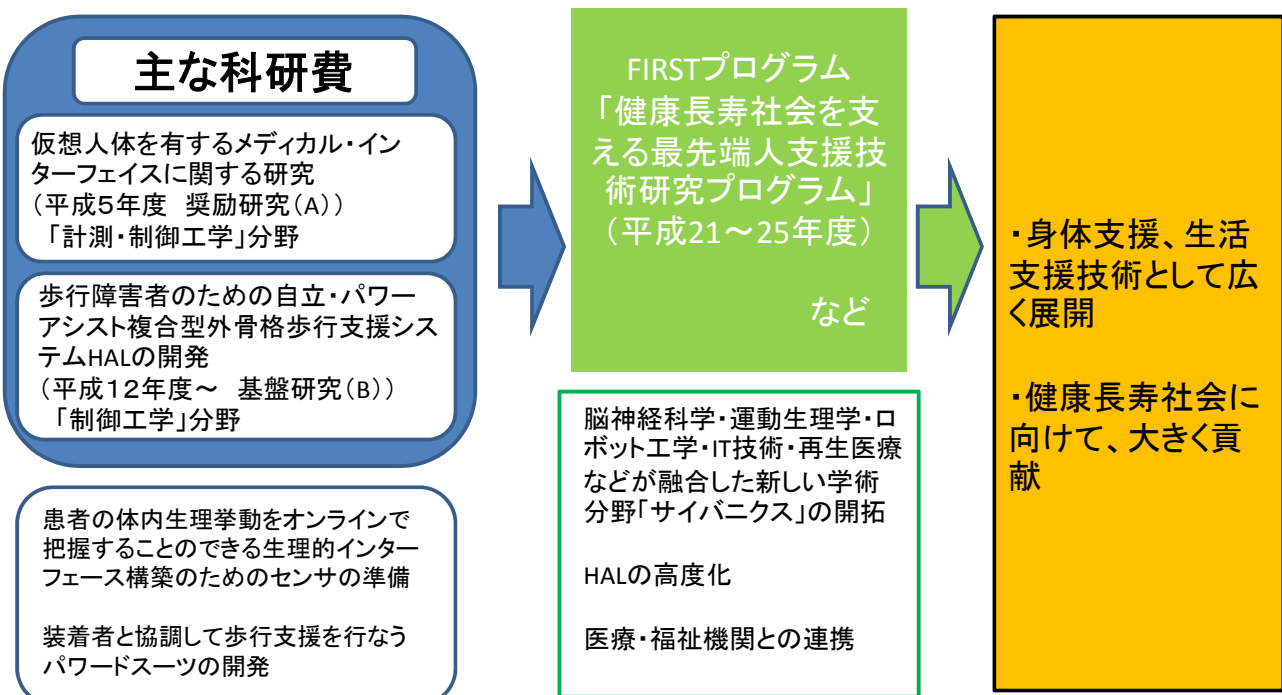 主な科研費
仮想人体を有するメディカル・イン
ターフェイスに関する研究
(平成5年度　奨励研究(A))
「計測・制御工学」分野
歩行障害者のための自立・パワー
アシスト複合型外骨格歩行支援シス
テムHALの開発
(平成12年度～　基盤研究(B))
「制御工学」分野
患者の体内生理挙動をオンラインで
把握することのできる生理的インター
フェース構築のためのセンサの準備
装着者と協調して歩行支援を行なう
パワードスーツの開発
FIRSTプログラム
「健康長寿社会を支
える最先端人支援技
術研究プログラム」
(平成21～25年度)
など
脳神経科学・運動生理学・ロ
ボット工学・IT技術・再生医療
などが融合した新しい学術
分野「サイバニクス」の開拓
HALの高度化
医療・福祉機関との連携
・身体支援、生活
支援技術として広
く展開
・健康長寿社会に
向けて、大きく貢
献